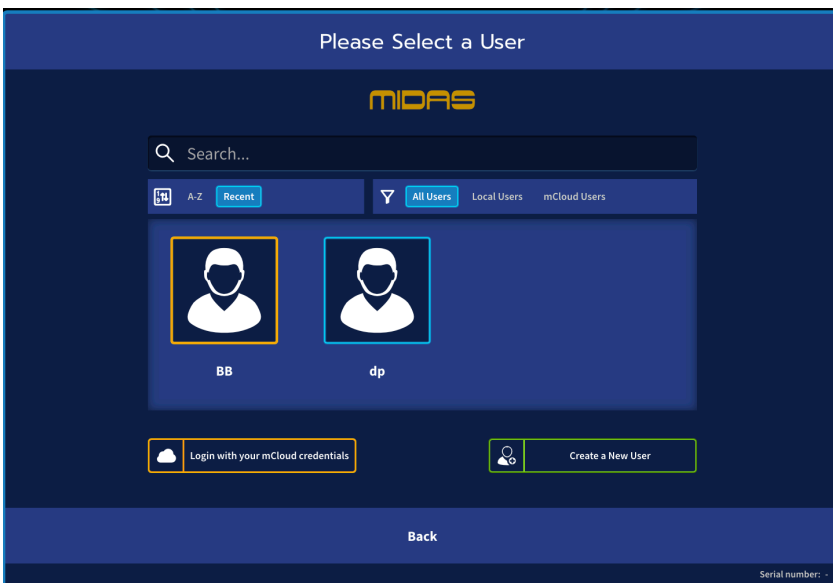 Please Select a User
MIDAS
Search...
A-Z Recent All Users Local Users mCloud Users
BB dp
Login with your mCloud credentials Create a New User
Back
Serial number: -